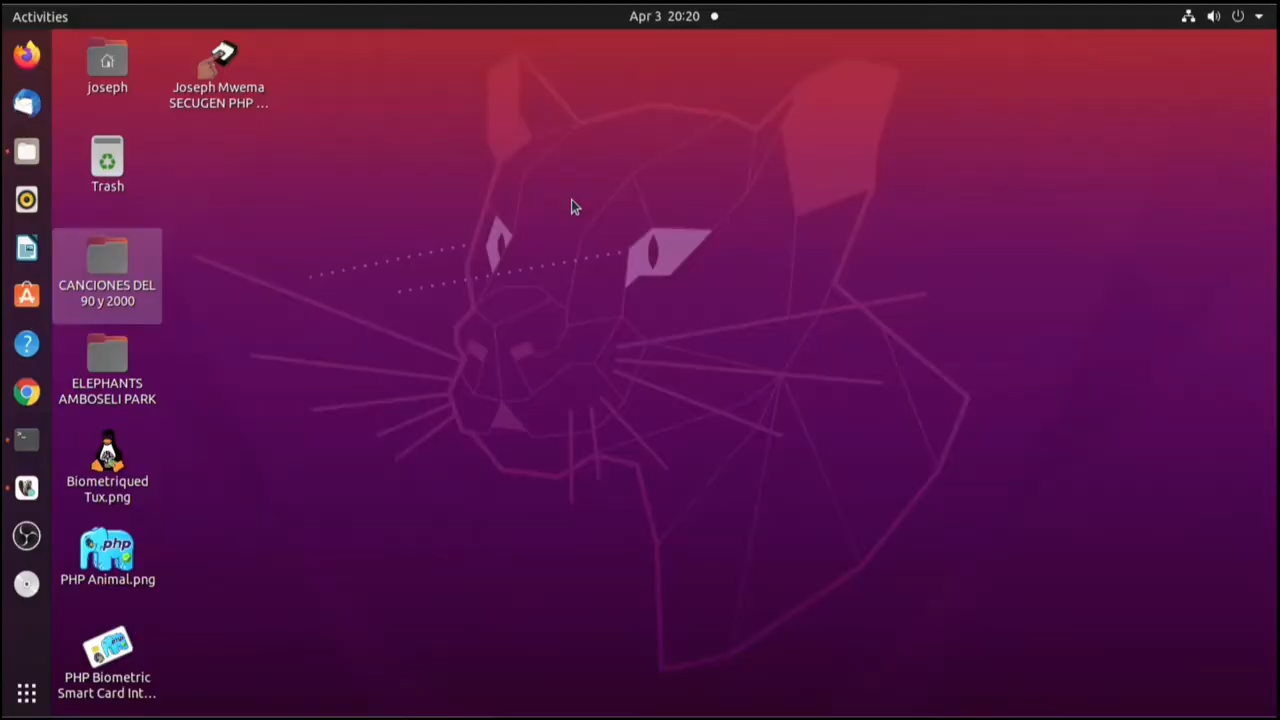 Activities
Apr 3 20:20
joseph
Joseph Mwema
SECUGEN PHP ...
Trash
CANCIONES DEL
90 y 2000
ELEPHANTS
AMBOSELI PARK
Biometriqued
Tux.png
php
PHP Animal.png
PHP Biometric
Smart Card Int...